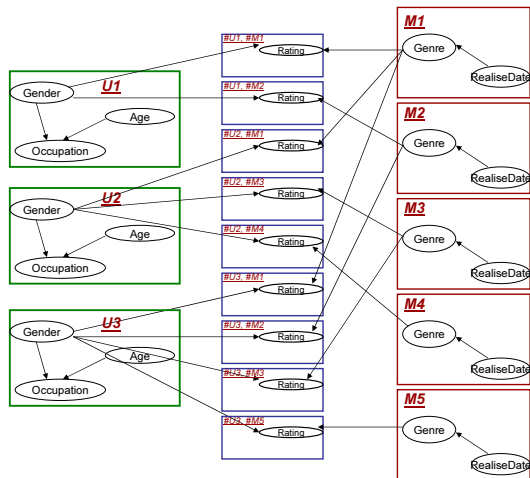 U1
Gender
Age
Occupation
U2
Gender
Age
Occupation
U3
Gender
Age
Occupation
#U1, #M1
Rating
#U1, #M2
Rating
#U2, #M1
Rating
#U2, #M3
Rating
#U2, #M4
Rating
#U3, #M1
Rating
#U3, #M2
Rating
#U3, #M3
Rating
#U3, #M5
Rating
M1
Genre
RealiseDate
M2
Genre
RealiseDate
M3
Genre
RealiseDate
M4
Genre
RealiseDate
M5
Genre
RealiseDate